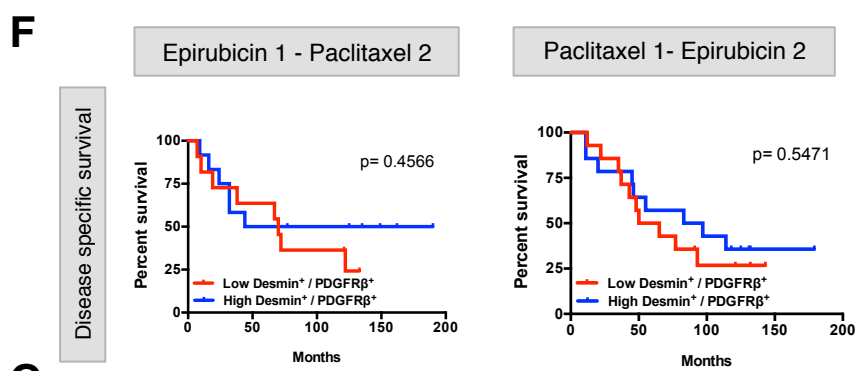 F
Epirubicin 1 - Paclitaxel 2
Paclitaxel 1- Epirubicin 2
Disease specific survival
Percent survival
100
75
50
25
0
p= 0.4566
Low Desmin⁺ / PDGFRβ⁺
High Desmin⁺ / PDGFRβ⁺
0 50 100 150 200
Months
Percent survival
100
75
50
25
0
p= 0.5471
Low Desmin⁺ / PDGFRβ⁺
High Desmin⁺ / PDGFRβ⁺
0 50 100 150 200
Months